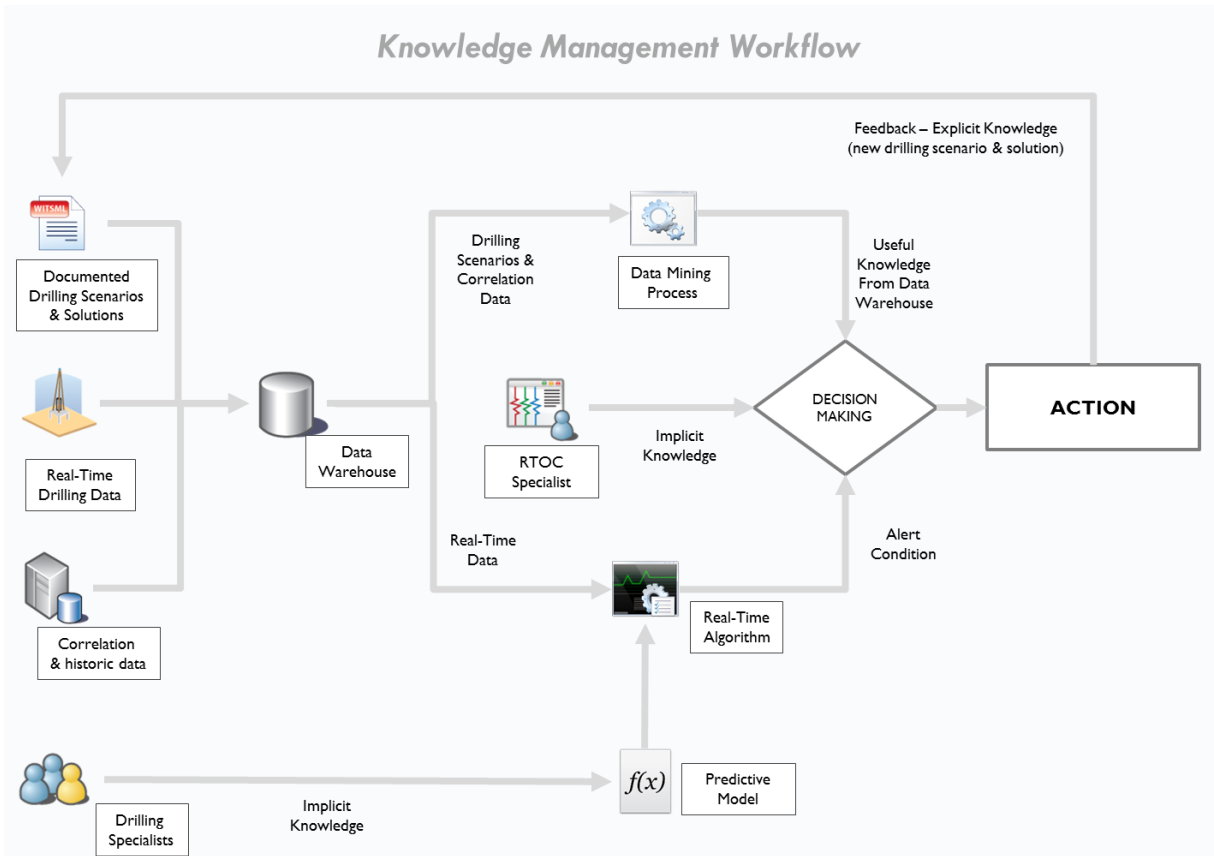 Knowledge Management Workflow
Feedback – Explicit Knowledge
(new drilling scenario & solution)
WITSML
Documented
Drilling Scenarios
& Solutions
Drilling
Scenarios &
Correlation
Data
Data Mining
Process
Useful
Knowledge
From Data
Warehouse
Real-Time
Drilling Data
Data
Warehouse
RTOC
Specialist
Implicit
Knowledge
DECISION
MAKING
ACTION
Real-Time
Data
Alert
Condition
Real-Time
Algorithm
Correlation
& historic data
Drilling
Specialists
Implicit
Knowledge
f(x)
Predictive
Model